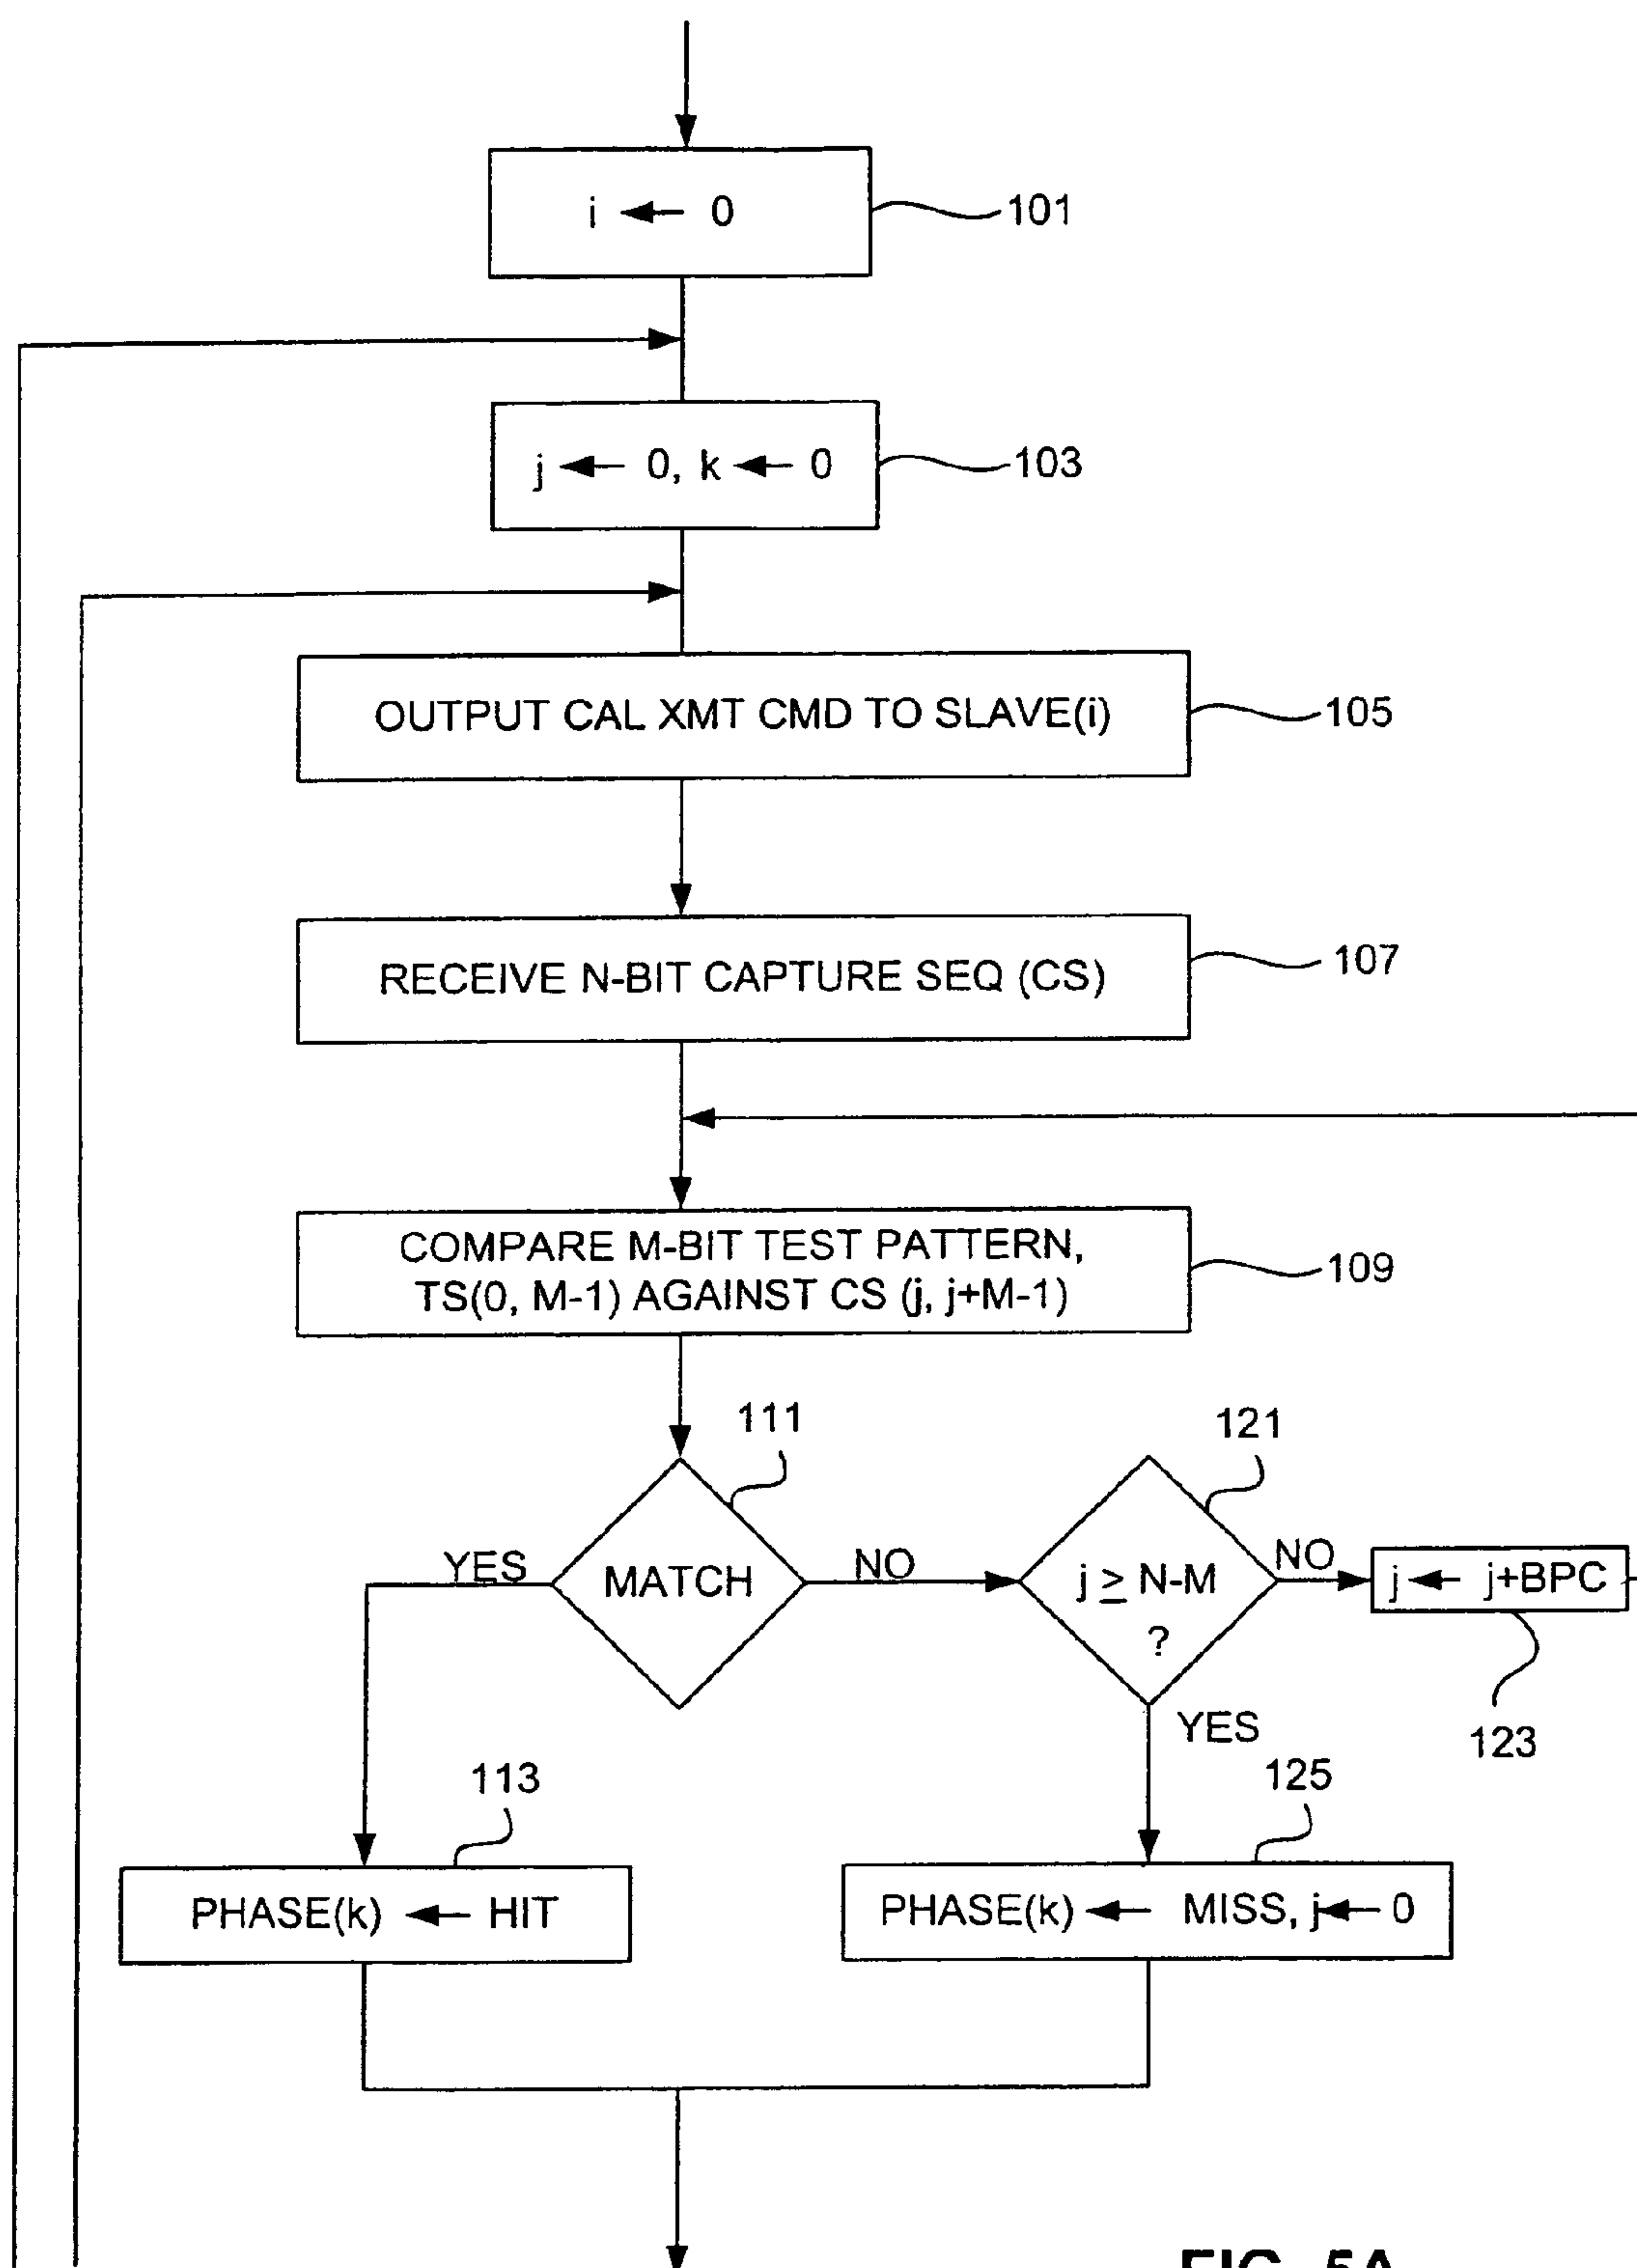 i ← 0
101
j ← 0, k ← 0
103
OUTPUT CAL XMT CMD TO SLAVE(i)
105
RECEIVE N-BIT CAPTURE SEQ (CS)
107
COMPARE M-BIT TEST PATTERN,
TS(0, M-1) AGAINST CS (j, j+M-1)
109
111
121
YES
MATCH
NO
j ≥ N-M
?
NO
j ← j+BPC
YES
123
113
125
PHASE(k) ← HIT
PHASE(k) ← MISS, j← 0
FIG. 5A